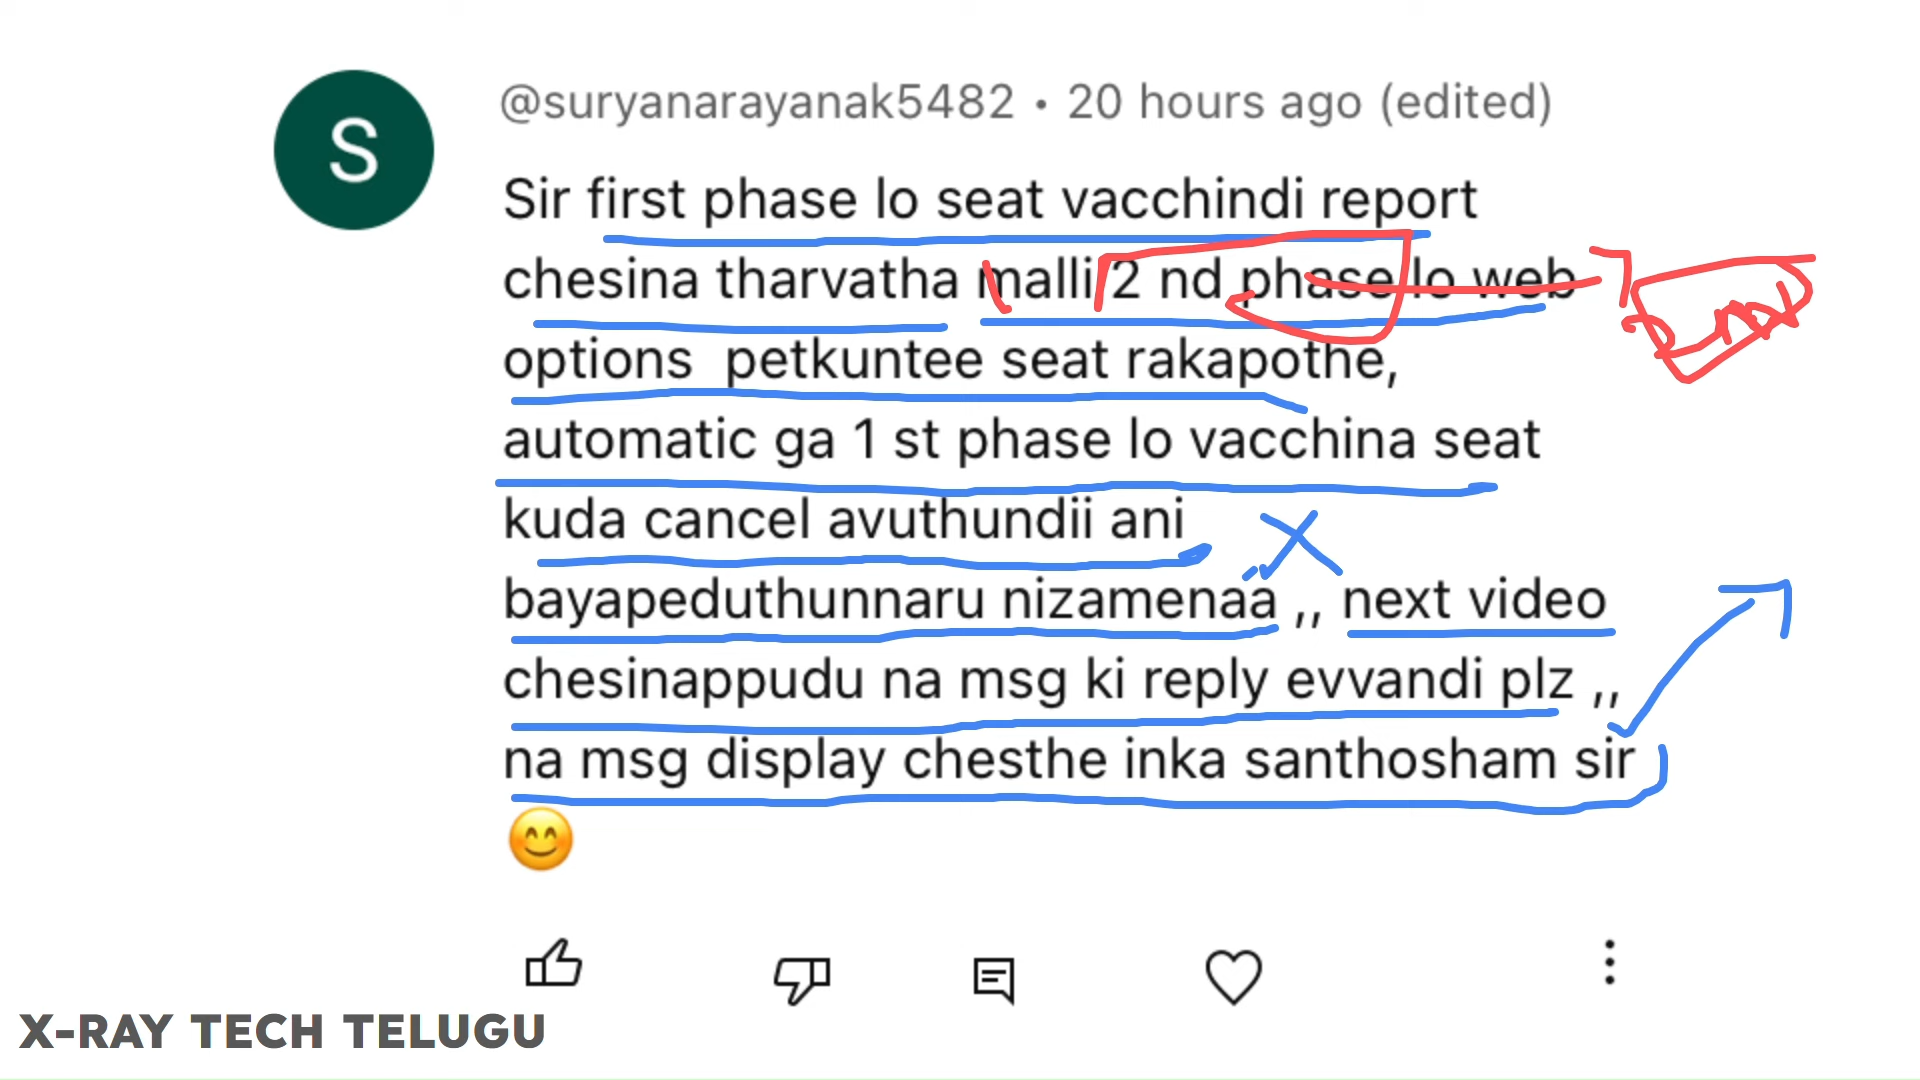 S
@suryanarayanak5482 • 20 hours ago (edited)
Sir first phase lo seat vacchindi report
chesina tharvatha malli 2 nd phase lo web
options petkuntee seat rakapothe,
automatic ga 1 st phase lo vacchina seat
kuda cancel avuthundii ani
bayapeduthunnaru nizamenaa ,, next video
chesinappudu na msg ki reply evvandi plz ,,
na msg display chesthe inka santhosham sir
😊
X-RAY TECH TELUGU